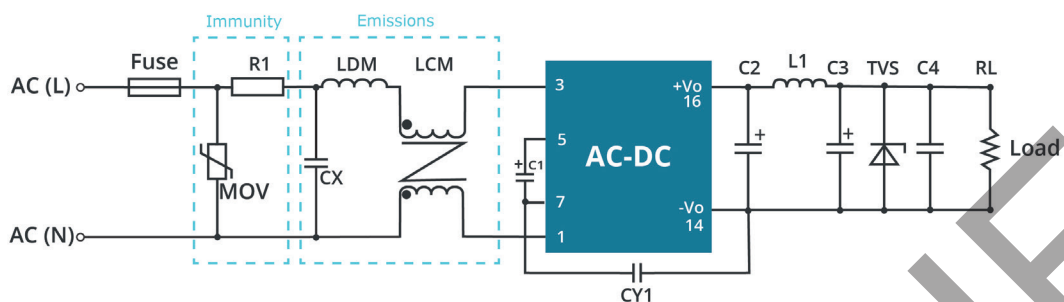 Immunity
Emissions
Fuse
R1
LDM
LCM
C2
L1
C3
TVS
C4
RL
AC (L)
3
+Vo
16
+
+
5
AC-DC
+
C1
Load
MOV
CX
7
-Vo
14
AC (N)
1
CY1